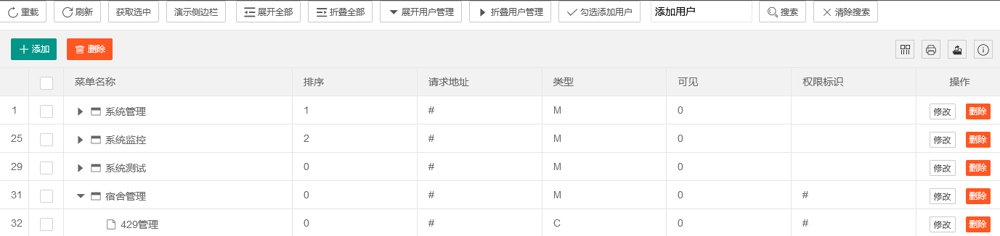 重载 刷新 获取选中 演示侧边栏 展开全部 折叠全部 展开用户管理 折叠用户管理 勾选添加用户 添加用户 搜索 清除搜索
添加 删除
菜单名称 排序 请求地址 类型 可见 权限标识 操作
1 系统管理 1 # M 0 修改 删除
25 系统监控 2 # M 0 修改 删除
29 系统测试 0 # M 0 修改 删除
31 宿舍管理 0 # M 0 # 修改 删除
32 429管理 0 # C 0 # 修改 删除